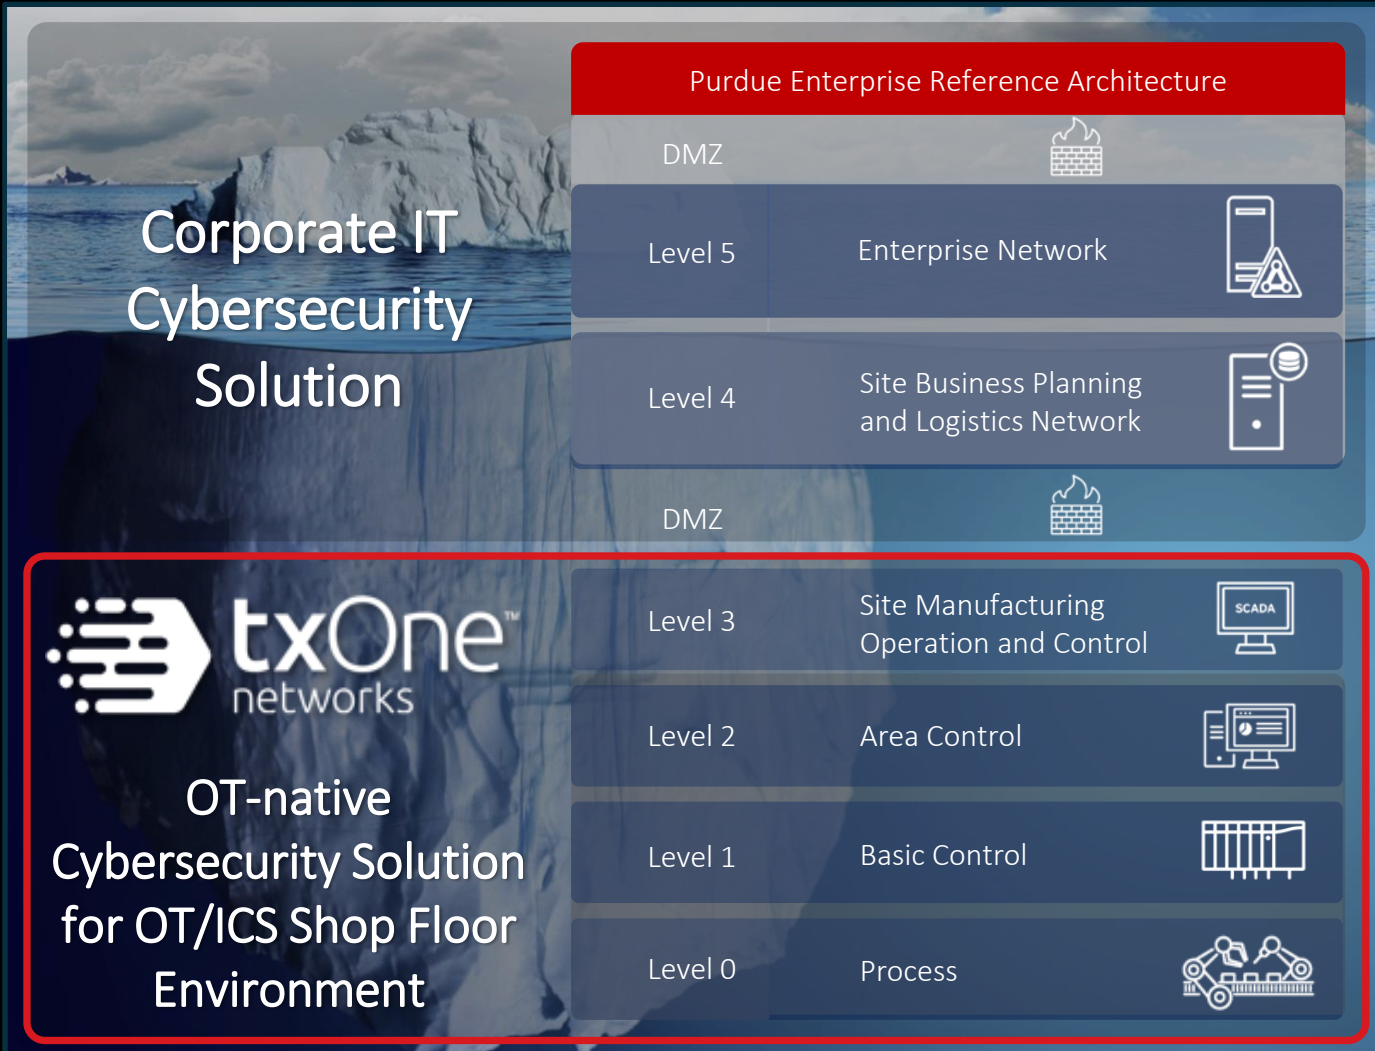 Purdue Enterprise Reference Architecture
DMZ
Corporate IT
Cybersecurity
Solution
Level 5
Enterprise Network
Level 4
Site Business Planning
and Logistics Network
DMZ
txOne™
networks
OT-native
Cybersecurity Solution
for OT/ICS Shop Floor
Environment
Level 3
Site Manufacturing
Operation and Control
SCADA
Level 2
Area Control
Level 1
Basic Control
Level 0
Process